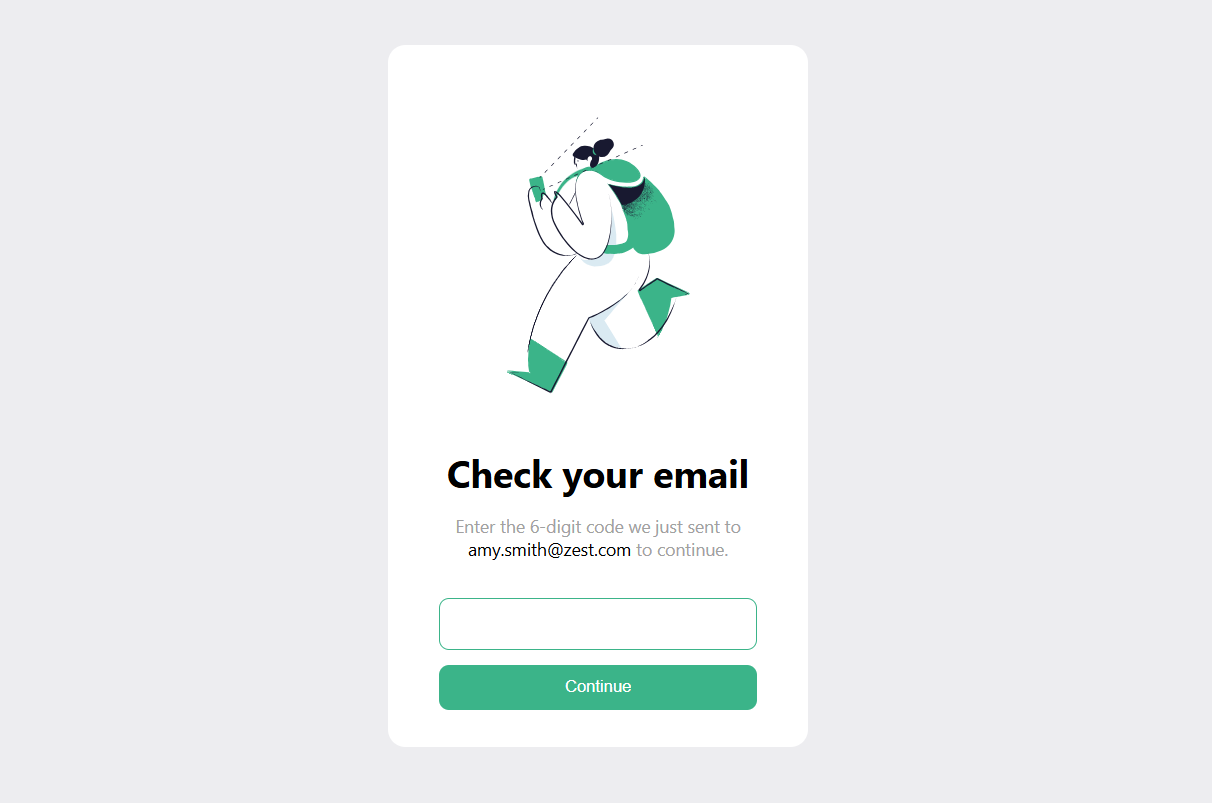 Check your email
Enter the 6-digit code we just sent to
amy.smith@zest.com to continue.
Continue